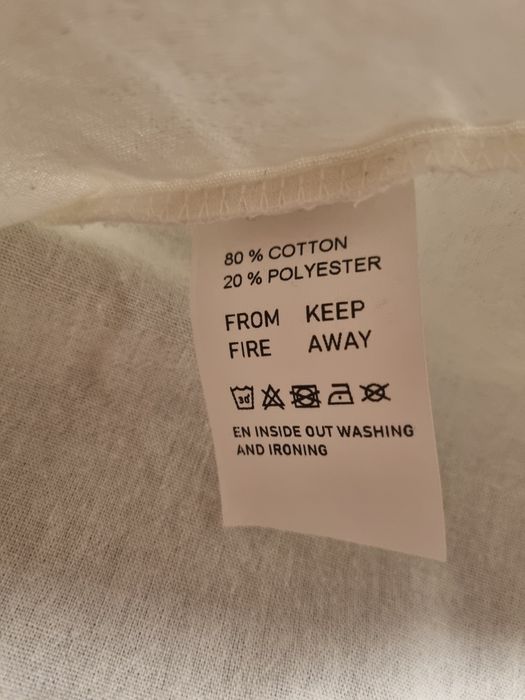 80 % COTTON
20 % POLYESTER
FROM KEEP
FIRE AWAY
30°
EN INSIDE OUT WASHING
AND IRONING